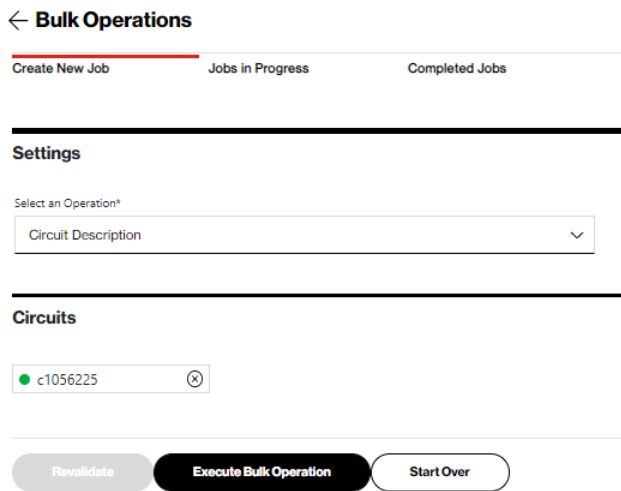 Bulk Operations
Create New Job Jobs in Progress Completed Jobs
Settings
Select an Operation*
Circuit Description
Circuits
c1056225
Revalidate Execute Bulk Operation Start Over